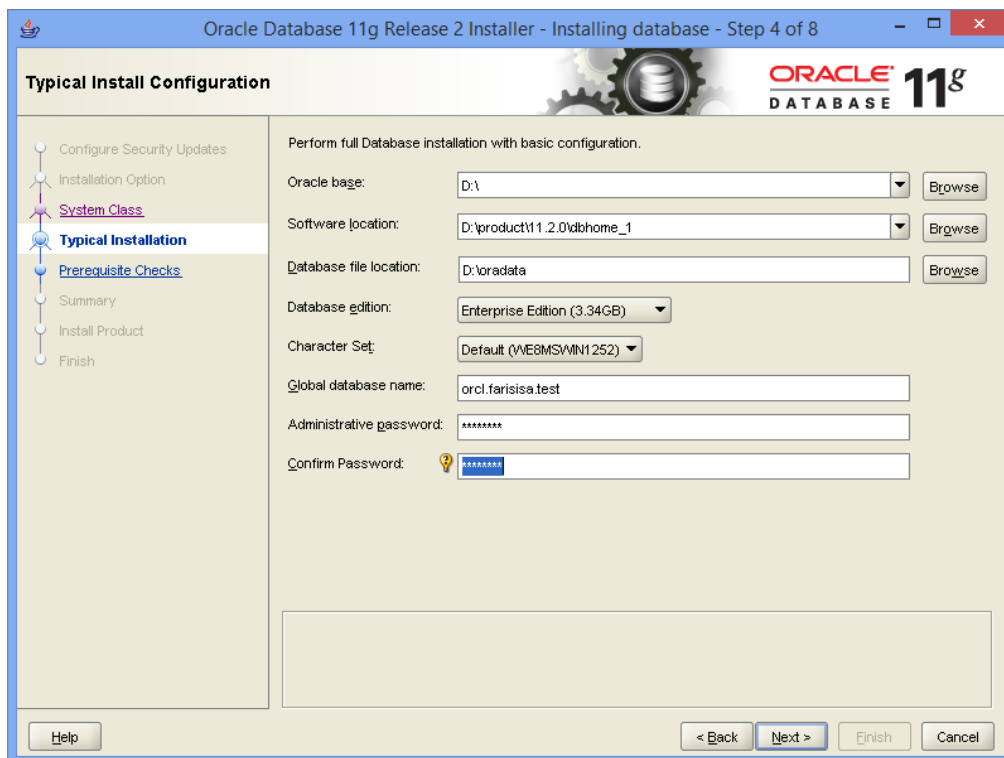 Oracle Database 11g Release 2 Installer - Installing database - Step 4 of 8
Typical Install Configuration
ORACLE DATABASE 11g
Configure Security Updates
Installation Option
System Class
Typical Installation
Prerequisite Checks
Summary
Install Product
Finish
Perform full Database installation with basic configuration.
Oracle base: D:\ Browse
Software location: D:\product\11.2.0\dbhome_1 Browse
Database file location: D:\oradata Browse
Database edition: Enterprise Edition (3.34GB)
Character Set: Default (WE8MSWIN1252)
Global database name: orcl.farisisa.test
Administrative password: ********
Confirm Password: ********
Help < Back Next > Finish Cancel